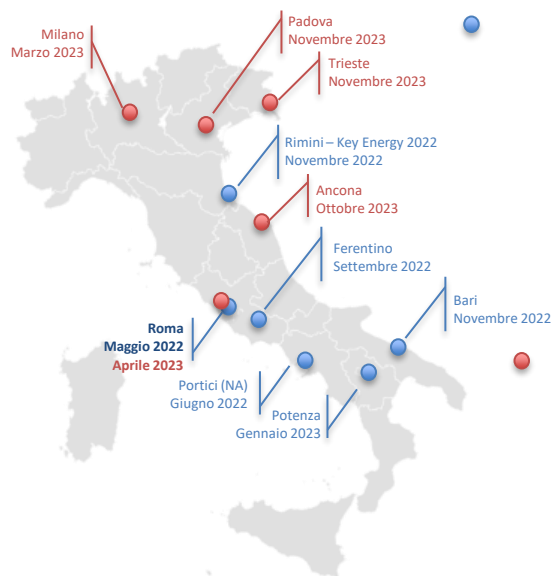 Milano
Marzo 2023
Padova
Novembre 2023
Trieste
Novembre 2023
Rimini – Key Energy 2022
Novembre 2022
Ancona
Ottobre 2023
Ferentino
Settembre 2022
Bari
Novembre 2022
Roma
Maggio 2022
Aprile 2023
Portici (NA)
Giugno 2022
Potenza
Gennaio 2023